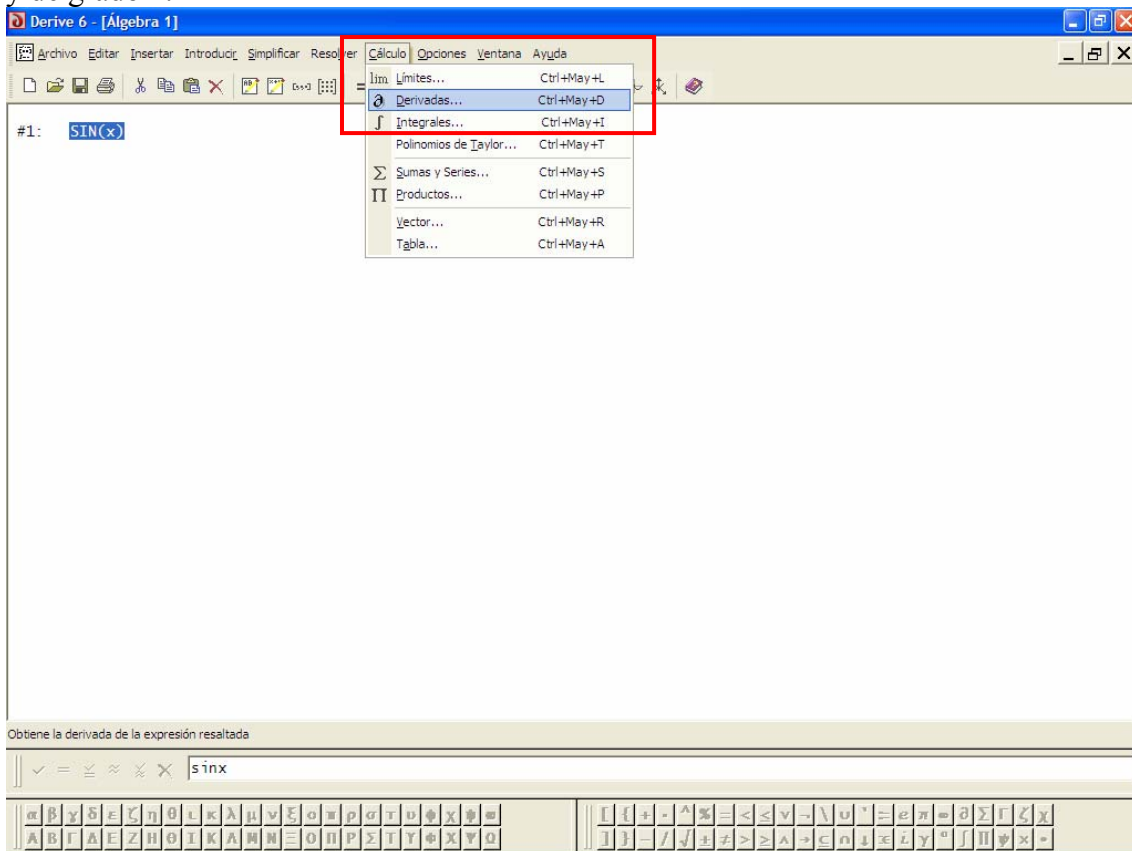 Derive 6 - [Álgebra 1]
Archivo Editar Insertar Introducir Simplificar Resolver Cálculo Opciones Ventana Ayuda
lim Límites... Ctrl+May+L
∂ Derivadas... Ctrl+May+D
∫ Integrales... Ctrl+May+I
Polinomios de Taylor... Ctrl+May+T
∑ Sumas y Series... Ctrl+May+S
∏ Productos... Ctrl+May+P
Vector... Ctrl+May+R
Tabla... Ctrl+May+A
#1: SIN(x)
Obtiene la derivada de la expresión resaltada
sinx
α β γ δ ε ζ η θ ι κ λ μ ν ξ ο π ρ σ τ υ φ χ ψ ω
Α Β Γ Δ Ε Ζ Η Θ Ι Κ Λ Μ Ν Ξ Ο Π Ρ Σ Τ Υ Φ Χ Ψ Ω